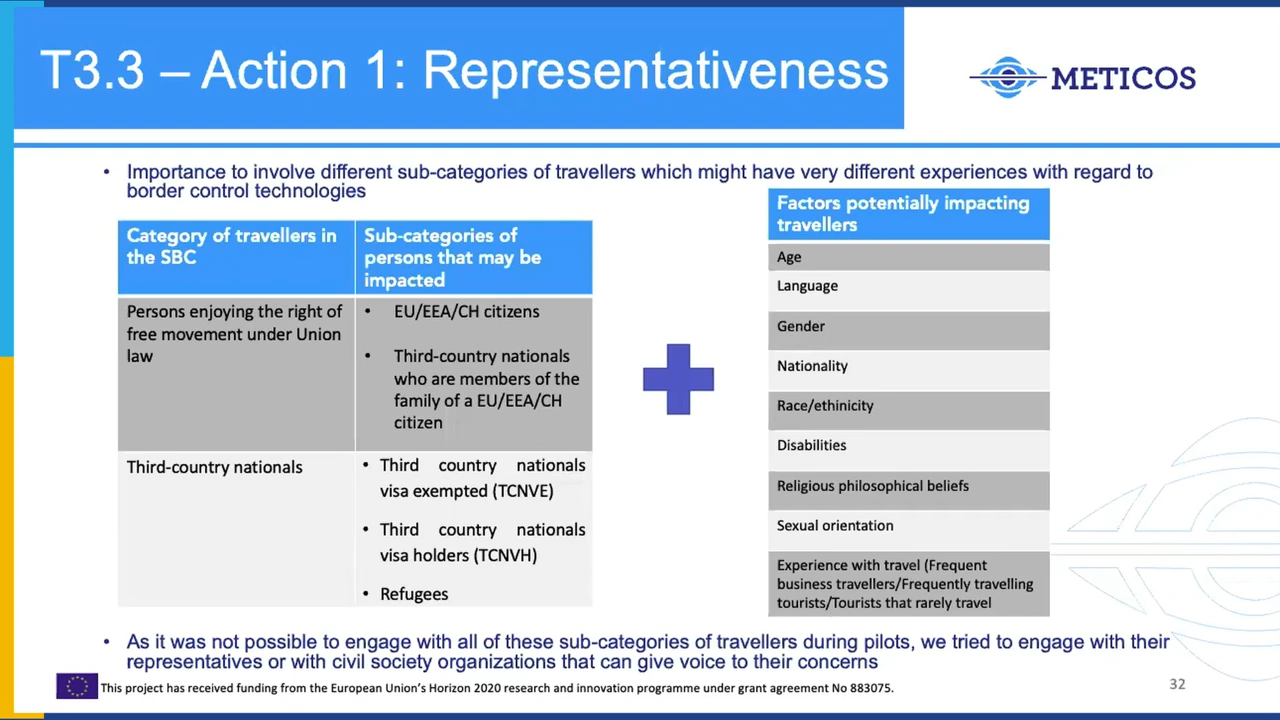 T3.3 – Action 1: Representativeness
METICOS
• Importance to involve different sub-categories of travellers which might have very different experiences with regard to
border control technologies
Category of travellers in
the SBC
Sub-categories of
persons that may be
impacted
Persons enjoying the right of
free movement under Union
law
• EU/EEA/CH citizens
• Third-country nationals
who are members of the
family of a EU/EEA/CH
citizen
Third-country nationals
• Third country nationals
visa exempted (TCNVE)
• Third country nationals
visa holders (TCNVH)
• Refugees
Factors potentially impacting
travellers
Age
Language
Gender
Nationality
Race/ethinicity
Disabilities
Religious philosophical beliefs
Sexual orientation
Experience with travel (Frequent
business travellers/Frequently travelling
tourists/Tourists that rarely travel
• As it was not possible to engage with all of these sub-categories of travellers during pilots, we tried to engage with their
representatives or with civil society organizations that can give voice to their concerns
This project has received funding from the European Union's Horizon 2020 research and innovation programme under grant agreement No 883075.
32